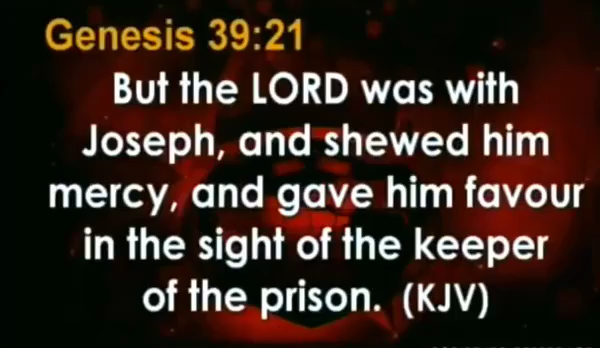 Genesis 39:21
But the LORD was with
Joseph, and shewed him
mercy, and gave him favour
in the sight of the keeper
of the prison. (KJV)